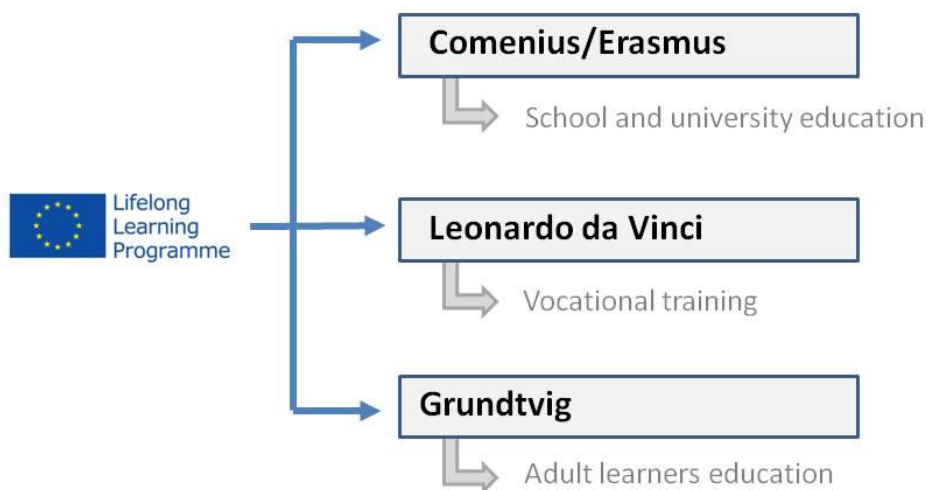 Comenius/Erasmus
School and university education
Lifelong
Learning
Programme
Leonardo da Vinci
Vocational training
Grundtvig
Adult learners education